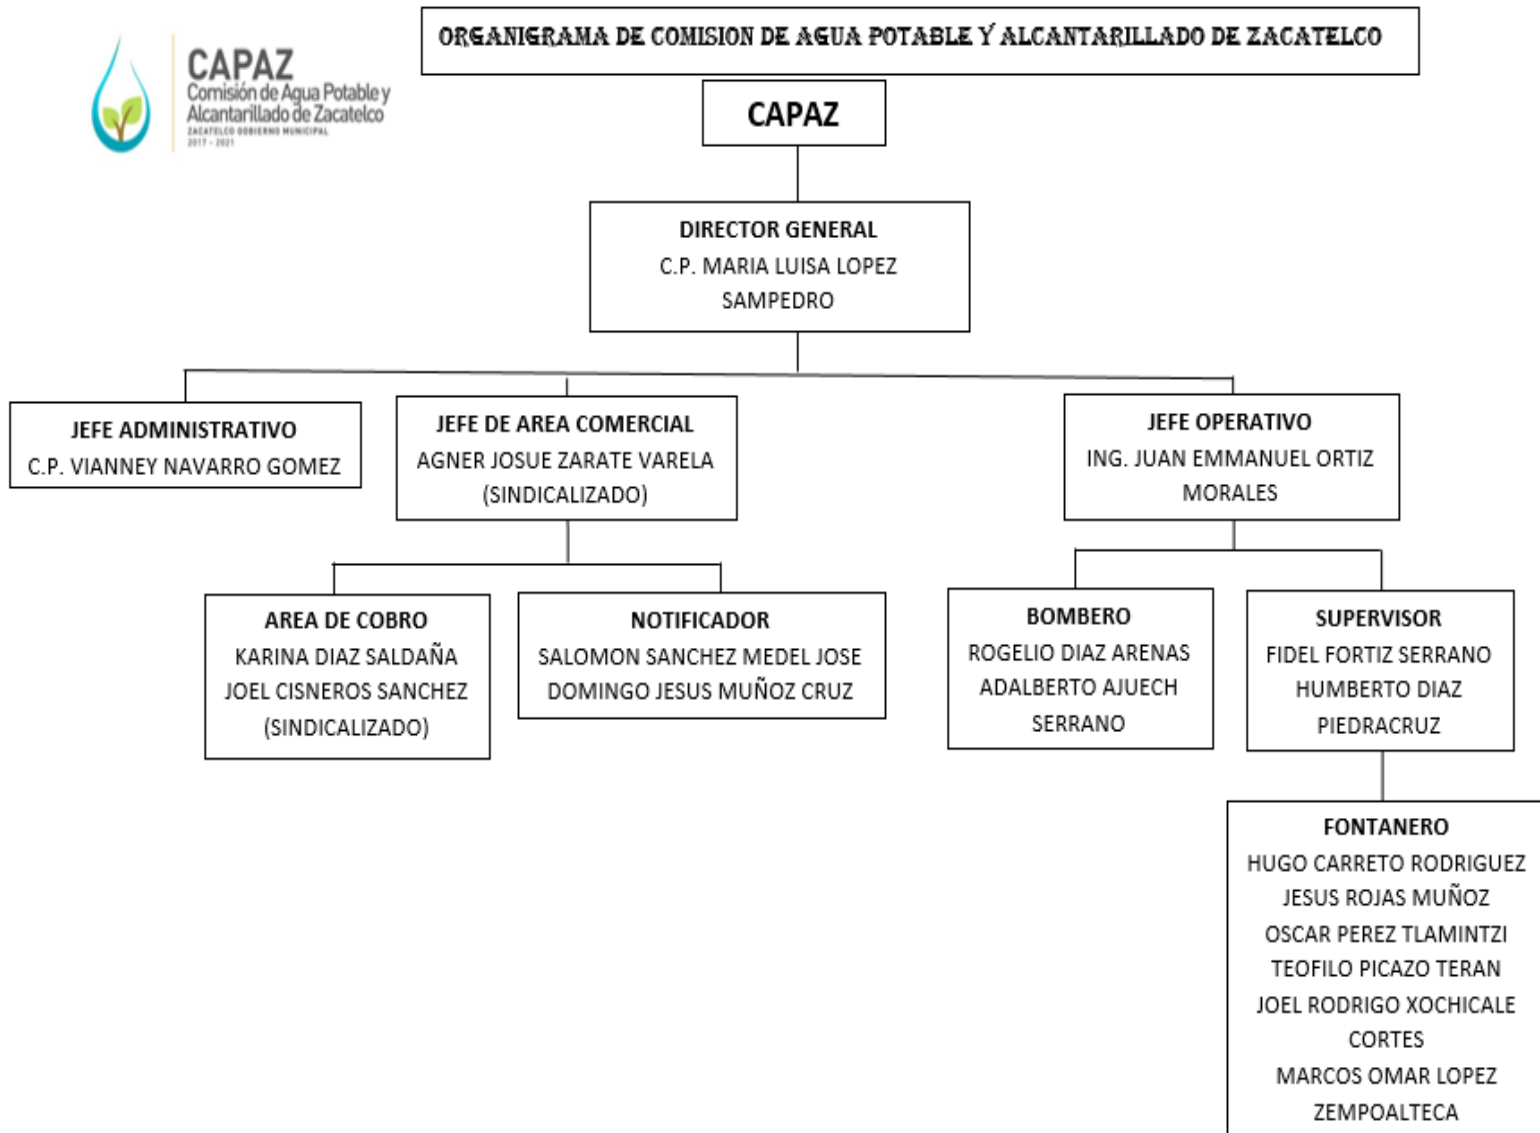 ORGANIGRAMA DE COMISION DE AGUA POTABLE Y ALCANTARILLADO DE ZACATELCO
CAPAZ
Comisión de Agua Potable y
Alcantarillado de Zacatelco
ZACATELCO GOBIERNO MUNICIPAL
2017 - 2021
CAPAZ
DIRECTOR GENERAL
C.P. MARIA LUISA LOPEZ
SAMPEDRO
JEFE ADMINISTRATIVO
C.P. VIANNEY NAVARRO GOMEZ
JEFE DE AREA COMERCIAL
AGNER JOSUE ZARATE VARELA
(SINDICALIZADO)
JEFE OPERATIVO
ING. JUAN EMMANUEL ORTIZ
MORALES
AREA DE COBRO
KARINA DIAZ SALDAÑA
JOEL CISNEROS SANCHEZ
(SINDICALIZADO)
NOTIFICADOR
SALOMON SANCHEZ MEDEL JOSE
DOMINGO JESUS MUÑOZ CRUZ
BOMBERO
ROGELIO DIAZ ARENAS
ADALBERTO AJUECH
SERRANO
SUPERVISOR
FIDEL FORTIZ SERRANO
HUMBERTO DIAZ
PIEDRACRUZ
FONTANERO
HUGO CARRETO RODRIGUEZ
JESUS ROJAS MUÑOZ
OSCAR PEREZ TLAMINTZI
TEOFILO PICAZO TERAN
JOEL RODRIGO XOCHICALE
CORTES
MARCOS OMAR LOPEZ
ZEMPOALTECA